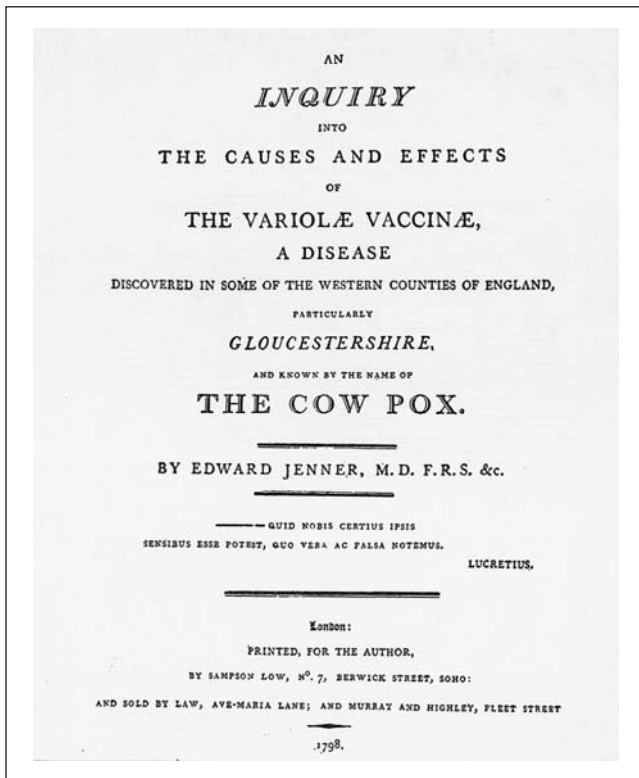 AN
INQUIRY
INTO
THE CAUSES AND EFFECTS
OF
THE VARIOLÆ VACCINÆ,
A DISEASE
DISCOVERED IN SOME OF THE WESTERN COUNTIES OF ENGLAND,
PARTICULARLY
GLOUCESTERSHIRE,
AND KNOWN BY THE NAME OF
THE COW POX.
BY EDWARD JENNER, M.D. F.R.S. &c.
——— QUID NOBIS CERTIUS IPSIS
SENSIBUS ESSE POTEST, QUO VERA AC FALSA NOTEMUS.
LUCRETIUS.
London:
PRINTED, FOR THE AUTHOR,
BY SAMPSON LOW, Nº. 7, BERWICK STREET, SOHO:
AND SOLD BY LAW, AVE-MARIA LANE; AND MURRAY AND HIGHLEY, FLEET STREET
1798.